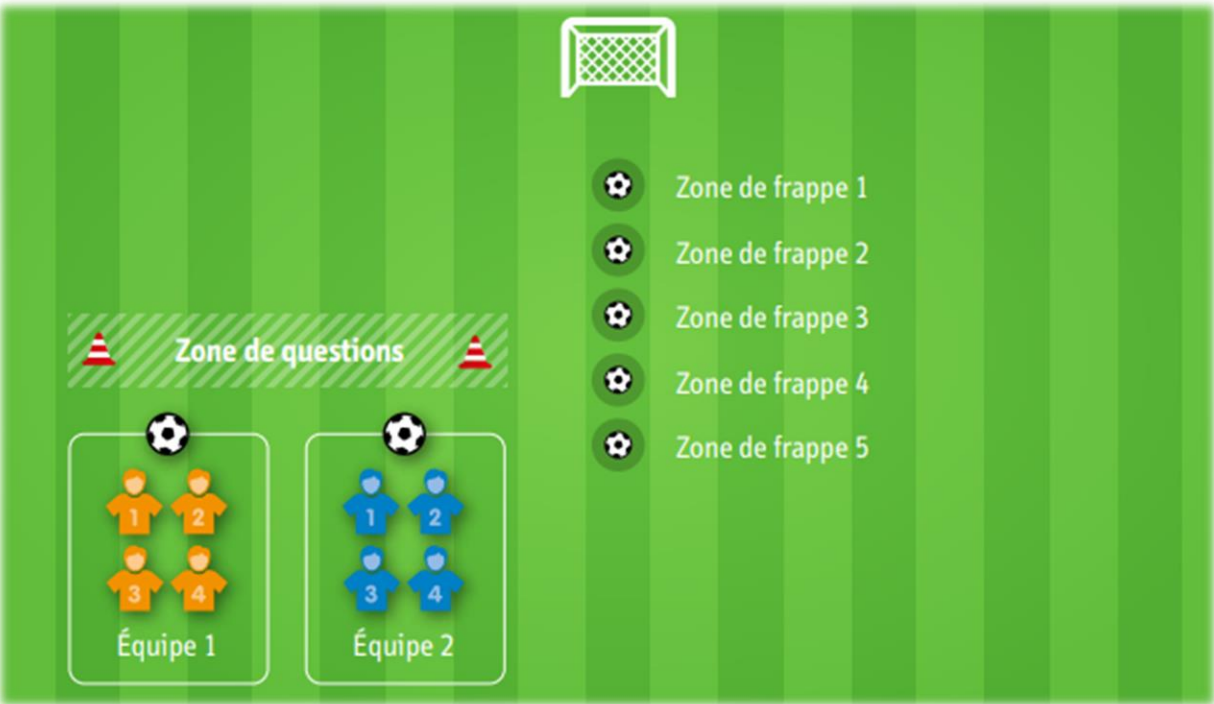 Zone de frappe 1
Zone de frappe 2
Zone de frappe 3
Zone de frappe 4
Zone de frappe 5
Zone de questions
1 2
3 4
Équipe 1
1 2
3 4
Équipe 2